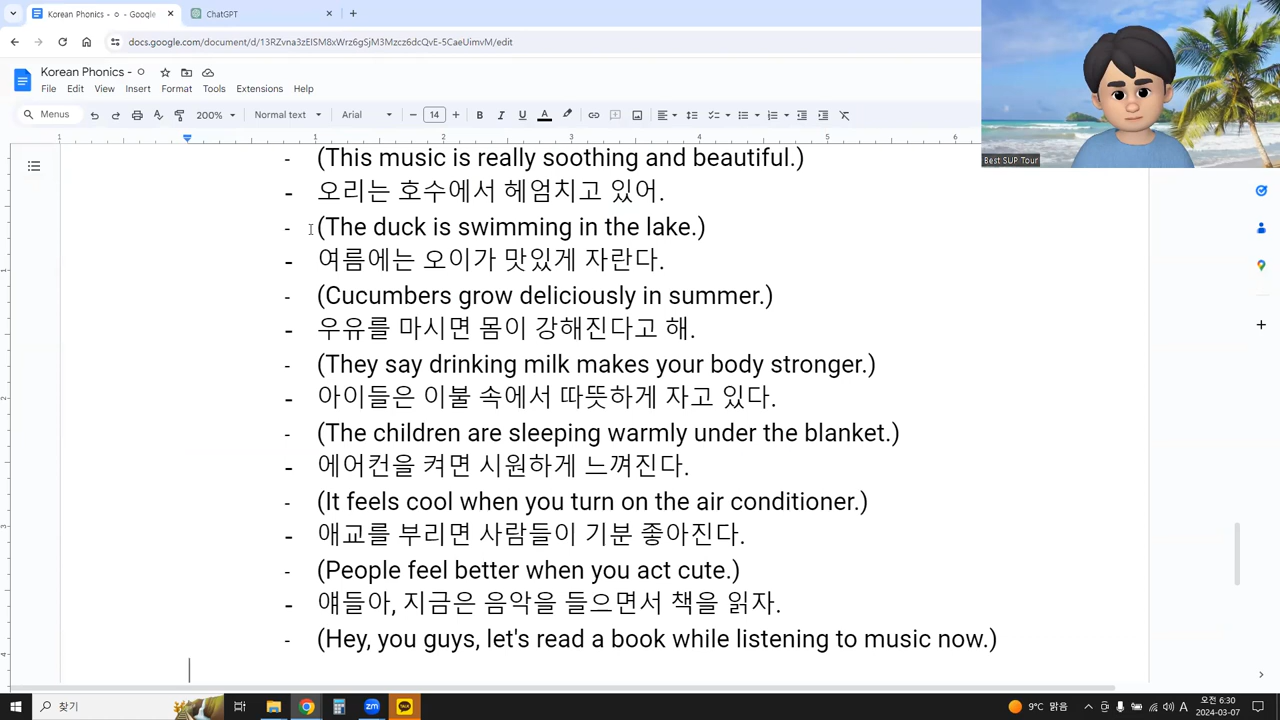 Korean Phonics - ㅇ - Google
ChatGPT
docs.google.com/document/d/13RZvna3zEISM8xWrz6gSjM3Mzcz6dcQvE-5CaeUimvM/edit
Korean Phonics - ㅇ
File Edit View Insert Format Tools Extensions Help
Menus 200% Normal text Arial 14 B I U A
1 1 2 3 4 5 6
- (This music is really soothing and beautiful.)
- 오리는 호수에서 헤엄치고 있어.
- (The duck is swimming in the lake.)
- 여름에는 오이가 맛있게 자란다.
- (Cucumbers grow deliciously in summer.)
- 우유를 마시면 몸이 강해진다고 해.
- (They say drinking milk makes your body stronger.)
- 아이들은 이불 속에서 따뜻하게 자고 있다.
- (The children are sleeping warmly under the blanket.)
- 에어컨을 켜면 시원하게 느껴진다.
- (It feels cool when you turn on the air conditioner.)
- 애교를 부리면 사람들이 기분 좋아진다.
- (People feel better when you act cute.)
- 얘들아, 지금은 음악을 들으면서 책을 읽자.
- (Hey, you guys, let's read a book while listening to music now.)
Best SUP Tour
찾기
zm
TALK
9°C 맑음
A
오전 6:30
2024-03-07